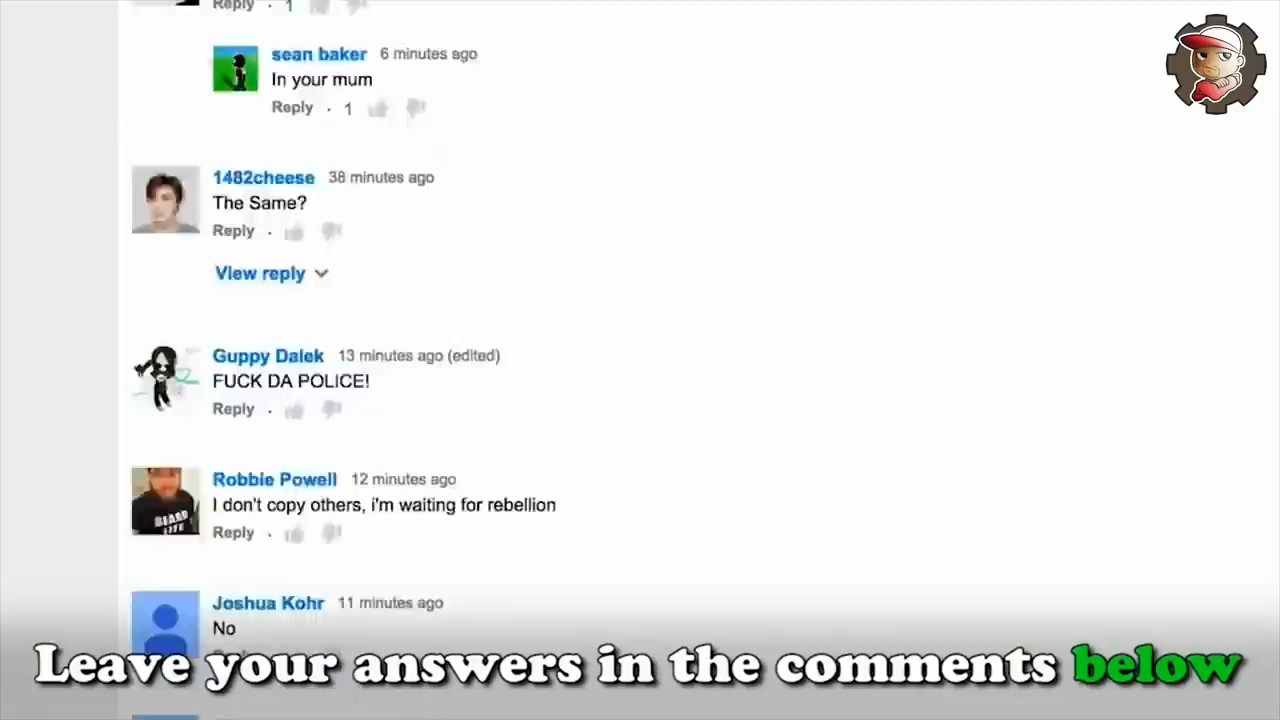 Reply · 1
sean baker 6 minutes ago
In your mum
Reply · 1
1482cheese 38 minutes ago
The Same?
Reply ·
View reply
Guppy Dalek 13 minutes ago (edited)
FUCK DA POLICE!
Reply ·
Robbie Powell 12 minutes ago
I don't copy others, i'm waiting for rebellion
Reply ·
BEARD
LIFE
Joshua Kohr 11 minutes ago
No
Leave your answers in the comments below